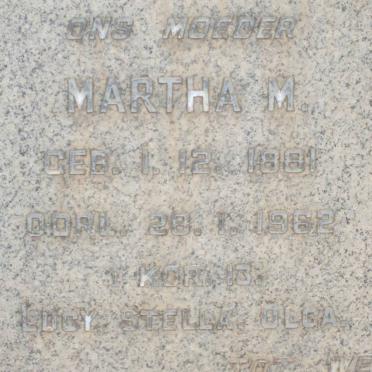 ONS MOEDER
MARTHA M.
GEB. 1. 12. 1881
OORL. 28. 1. 1962
1 KOR. 13.
LUCY. STELLA. OLGA.